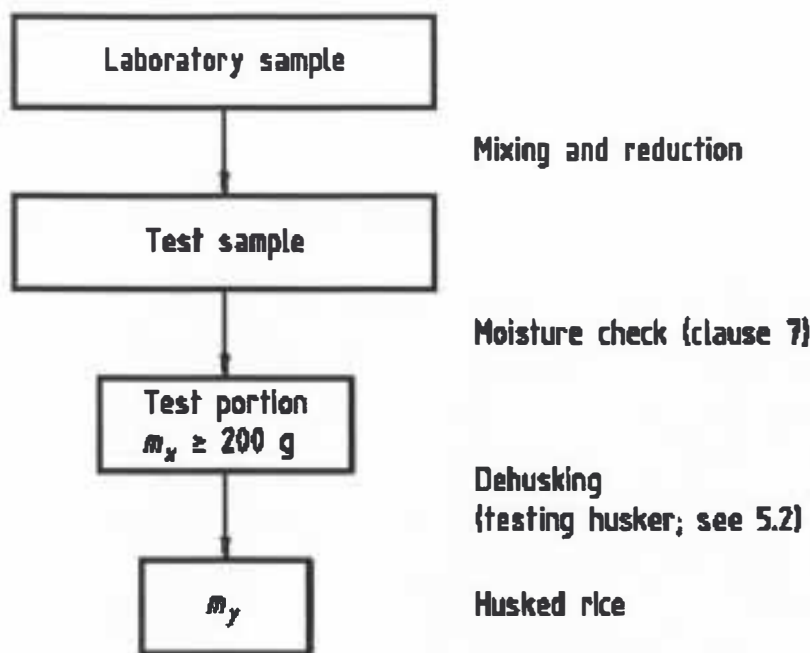 Laboratory sample
Mixing and reduction
Test sample
Moisture check (clause 7)
Test portion
mₓ ≥ 200 g
Dehusking
(testing husker; see 5.2)
m_y
Husked rice